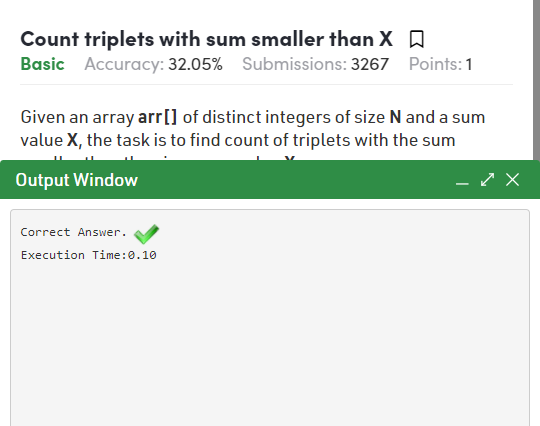 Count triplets with sum smaller than X
Basic Accuracy: 32.05% Submissions: 3267 Points: 1
Given an array arr[] of distinct integers of size N and a sum
value X, the task is to find count of triplets with the sum
Output Window
Correct Answer.
Execution Time:0.10